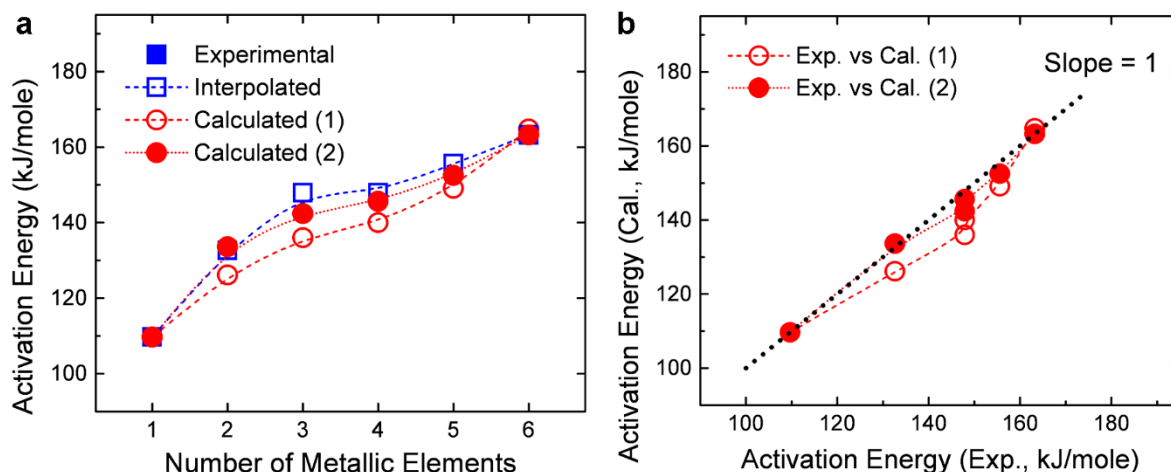 a
Experimental
Interpolated
Calculated (1)
Calculated (2)
Activation Energy (kJ/mole)
180
160
140
120
100
1 2 3 4 5 6
Number of Metallic Elements
b
Exp. vs Cal. (1)
Exp. vs Cal. (2)
Slope = 1
Activation Energy (Cal., kJ/mole)
180
160
140
120
100
100 120 140 160 180
Activation Energy (Exp., kJ/mole)